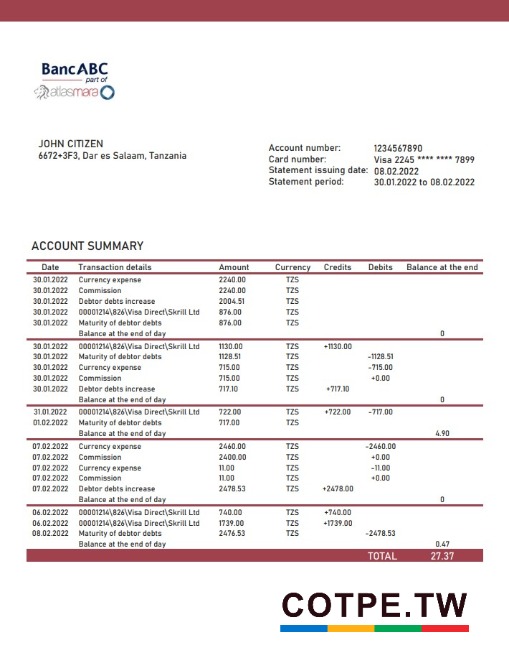 BancABC
part of
atlasmara
JOHN CITIZEN
6672+3F3, Dar es Salaam, Tanzania
Account number: 1234567890
Card number: Visa 2245 **** **** 7899
Statement issuing date: 08.02.2022
Statement period: 30.01.2022 to 08.02.2022
ACCOUNT SUMMARY
Date Transaction details Amount Currency Credits Debits Balance at the end
30.01.2022 Currency expense 2240.00 TZS
30.01.2022 Commission 2240.00 TZS
30.01.2022 Debtor debts increase 2004.51 TZS
30.01.2022 00001214\826\Visa Direct\Skrill Ltd 876.00 TZS
30.01.2022 Maturity of debtor debts 876.00 TZS
Balance at the end of day 0
30.01.2022 00001214\826\Visa Direct\Skrill Ltd 1130.00 TZS +1130.00
30.01.2022 Maturity of debtor debts 1128.51 TZS -1128.51
30.01.2022 Currency expense 715.00 TZS -715.00
30.01.2022 Commission 715.00 TZS +0.00
30.01.2022 Debtor debts increase 717.10 TZS +717.10
Balance at the end of day 0
31.01.2022 00001214\826\Visa Direct\Skrill Ltd 722.00 TZS +722.00 -717.00
01.02.2022 Maturity of debtor debts 717.00 TZS
Balance at the end of day 4.90
07.02.2022 Currency expense 2460.00 TZS -2460.00
07.02.2022 Commission 2400.00 TZS +0.00
07.02.2022 Currency expense 11.00 TZS -11.00
07.02.2022 Commission 11.00 TZS +0.00
07.02.2022 Debtor debts increase 2478.53 TZS +2478.00
Balance at the end of day 0
06.02.2022 00001214\826\Visa Direct\Skrill Ltd 740.00 TZS +740.00
06.02.2022 00001214\826\Visa Direct\Skrill Ltd 1739.00 TZS +1739.00
08.02.2022 Maturity of debtor debts 2476.53 TZS -2478.53
Balance at the end of day 0.47
TOTAL 27.37
COTPE.TW